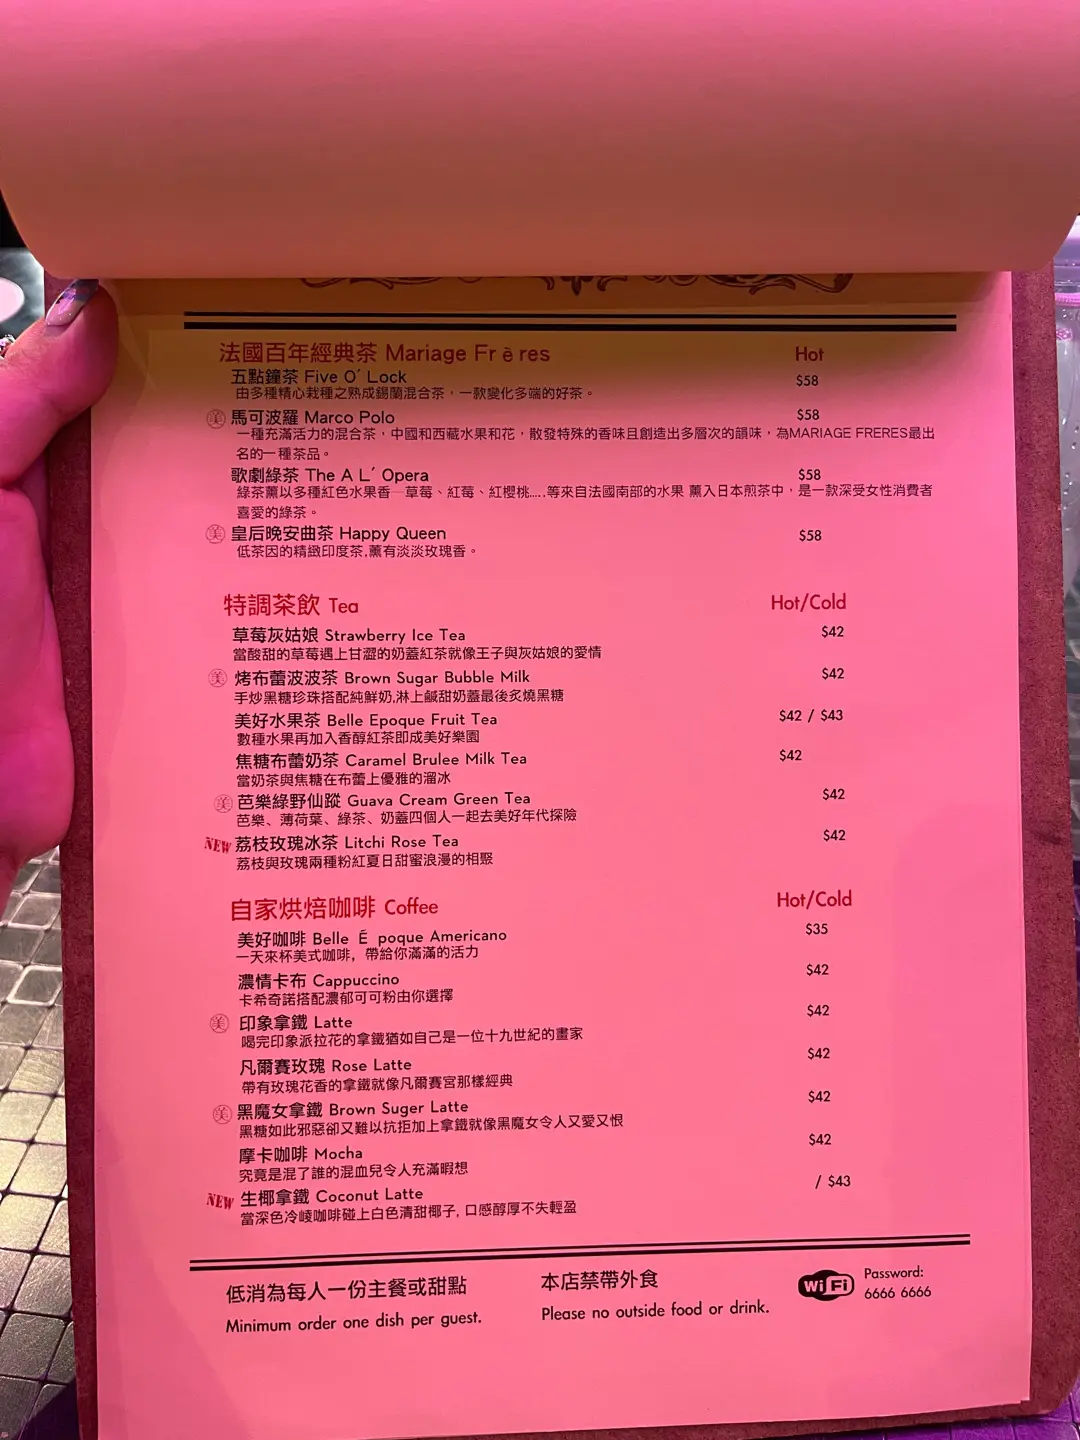 法國百年經典茶 Mariage Fr è res Hot
五點鐘茶 Five O´ Lock $58
由多種精心栽種之熟成錫蘭混合茶，一款變化多端的好茶。
美 馬可波羅 Marco Polo $58
一種充滿活力的混合茶，中國和西藏水果和花，散發特殊的香味且創造出多層次的韻味，為MARIAGE FRERES最出
名的一種茶品。
歌劇綠茶 The A L´ Opera $58
綠茶薰以多種紅色水果香—草莓、紅莓、紅櫻桃.....等來自法國南部的水果 薰入日本煎茶中，是一款深受女性消費者
喜愛的綠茶。
美 皇后晚安曲茶 Happy Queen $58
低茶因的精緻印度茶,薰有淡淡玫瑰香。
特調茶飲 Tea Hot/Cold
草莓灰姑娘 Strawberry Ice Tea $42
當酸甜的草莓遇上甘澀的奶蓋紅茶就像王子與灰姑娘的愛情
美 烤布蕾波波茶 Brown Sugar Bubble Milk $42
手炒黑糖珍珠搭配純鮮奶,淋上鹹甜奶蓋最後炙燒黑糖
美好水果茶 Belle Epoque Fruit Tea $42 / $43
數種水果再加入香醇紅茶即成美好樂園
焦糖布蕾奶茶 Caramel Brulee Milk Tea $42
當奶茶與焦糖在布蕾上優雅的溜冰
美 芭樂綠野仙蹤 Guava Cream Green Tea $42
芭樂、薄荷葉、綠茶、奶蓋四個人一起去美好年代探險
NEW 荔枝玫瑰冰茶 Litchi Rose Tea $42
荔枝與玫瑰兩種粉紅夏日甜蜜浪漫的相聚
自家烘焙咖啡 Coffee Hot/Cold
美好咖啡 Belle É poque Americano $35
一天來杯美式咖啡，帶給你滿滿的活力
濃情卡布 Cappuccino $42
卡希奇諾搭配濃郁可可粉由你選擇
美 印象拿鐵 Latte $42
喝完印象派拉花的拿鐵猶如自己是一位十九世紀的畫家
凡爾賽玫瑰 Rose Latte $42
帶有玫瑰花香的拿鐵就像凡爾賽宮那樣經典
美 黑魔女拿鐵 Brown Suger Latte $42
黑糖如此邪惡卻又難以抗拒加上拿鐵就像黑魔女令人又愛又恨
摩卡咖啡 Mocha $42
究竟是混了誰的混血兒令人充滿暇想
NEW 生椰拿鐵 Coconut Latte / $43
當深色冷峻咖啡碰上白色清甜椰子, 口感醇厚不失輕盈
低消為每人一份主餐或甜點
Minimum order one dish per guest.
本店禁帶外食
Please no outside food or drink.
WiFi Password:
6666 6666